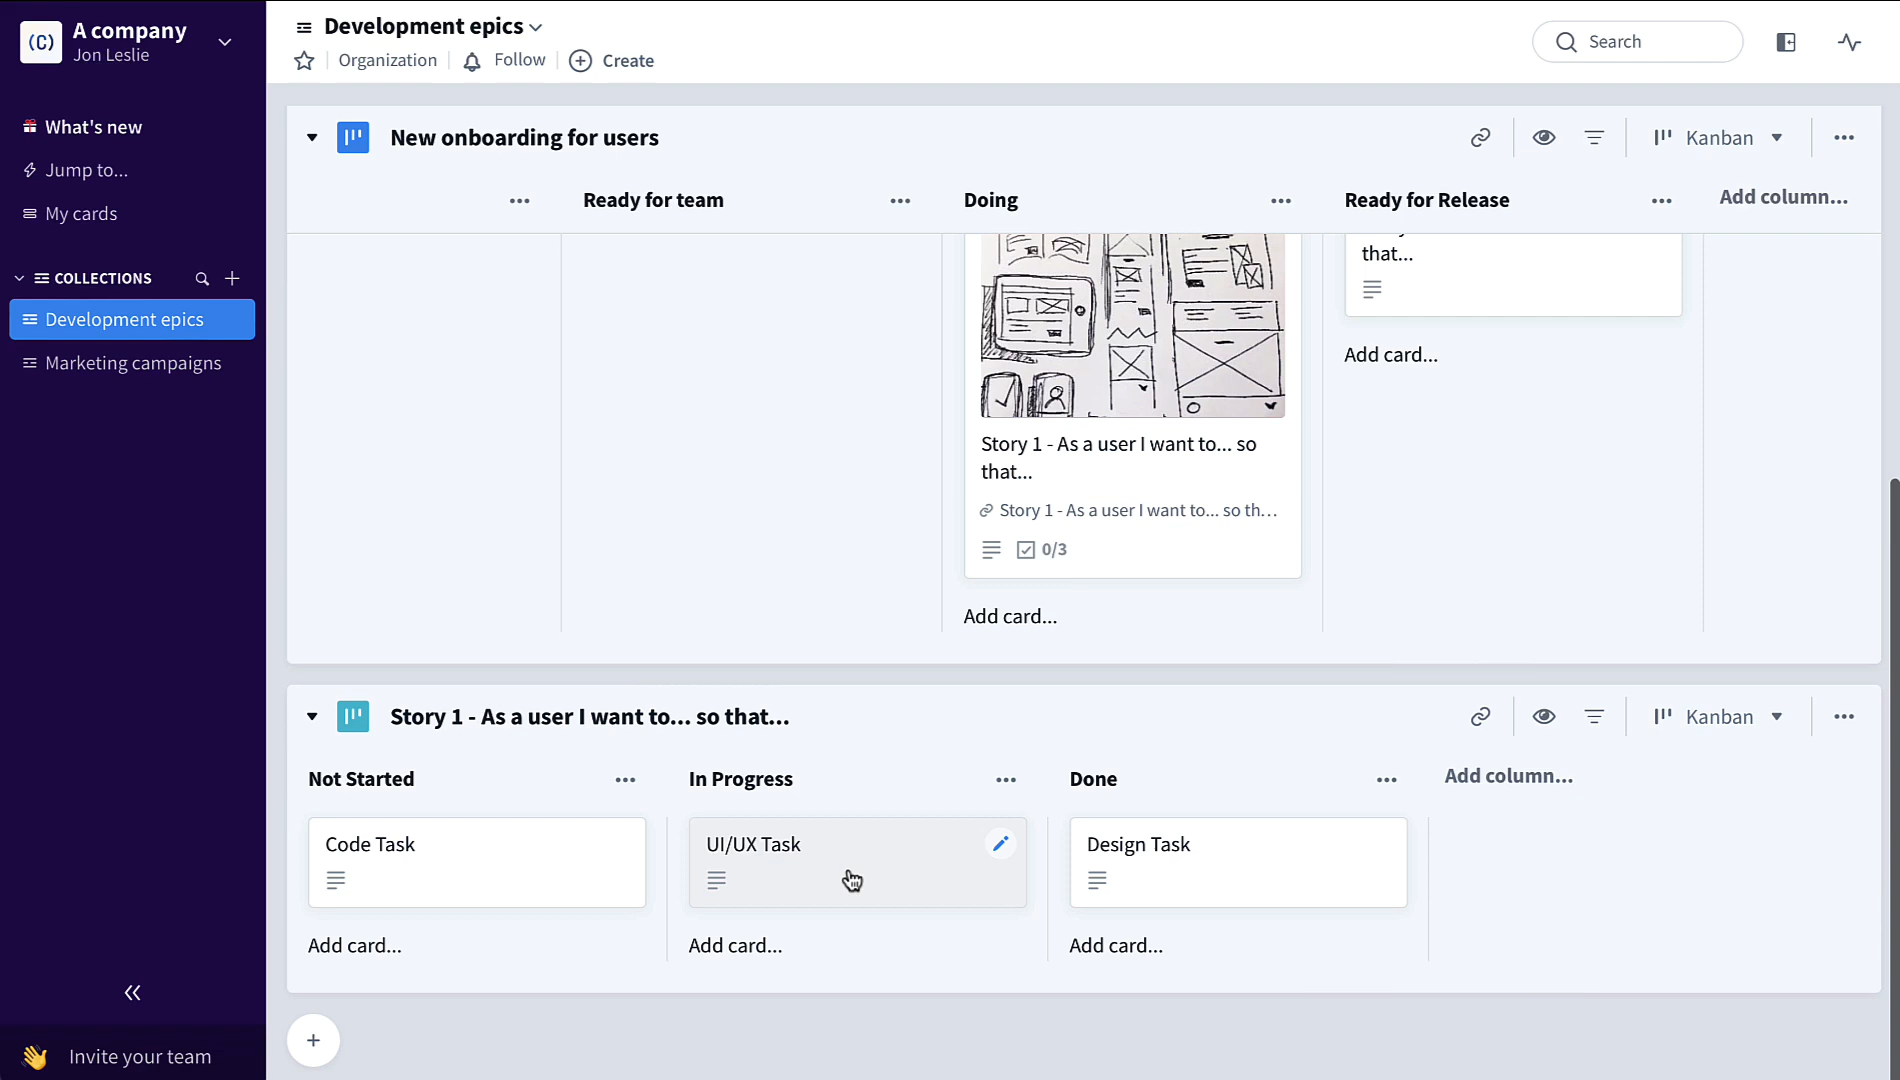 (C)
A company
Jon Leslie
What's new
Jump to...
My cards
COLLECTIONS
Development epics
Marketing campaigns
Invite your team
Development epics
Organization
Follow
Create
Search
New onboarding for users
Kanban
Ready for team
Doing
Ready for Release
Add column...
that...
Add card...
Story 1 - As a user I want to... so
that...
Story 1 - As a user I want to... so th...
0/3
Add card...
Story 1 - As a user I want to... so that...
Kanban
Not Started
In Progress
Done
Add column...
Code Task
UI/UX Task
Design Task
Add card...
Add card...
Add card...